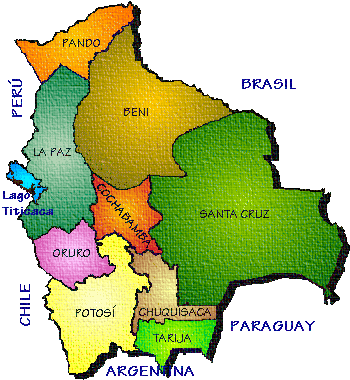 PANDO
PERÚ
BRASIL
BENI
LA PAZ
Lago
Titicaca
COCHABAMBA
SANTA CRUZ
ORURO
CHILE
POTOSÍ
CHUQUISACA
PARAGUAY
TARIJA
ARGENTINA